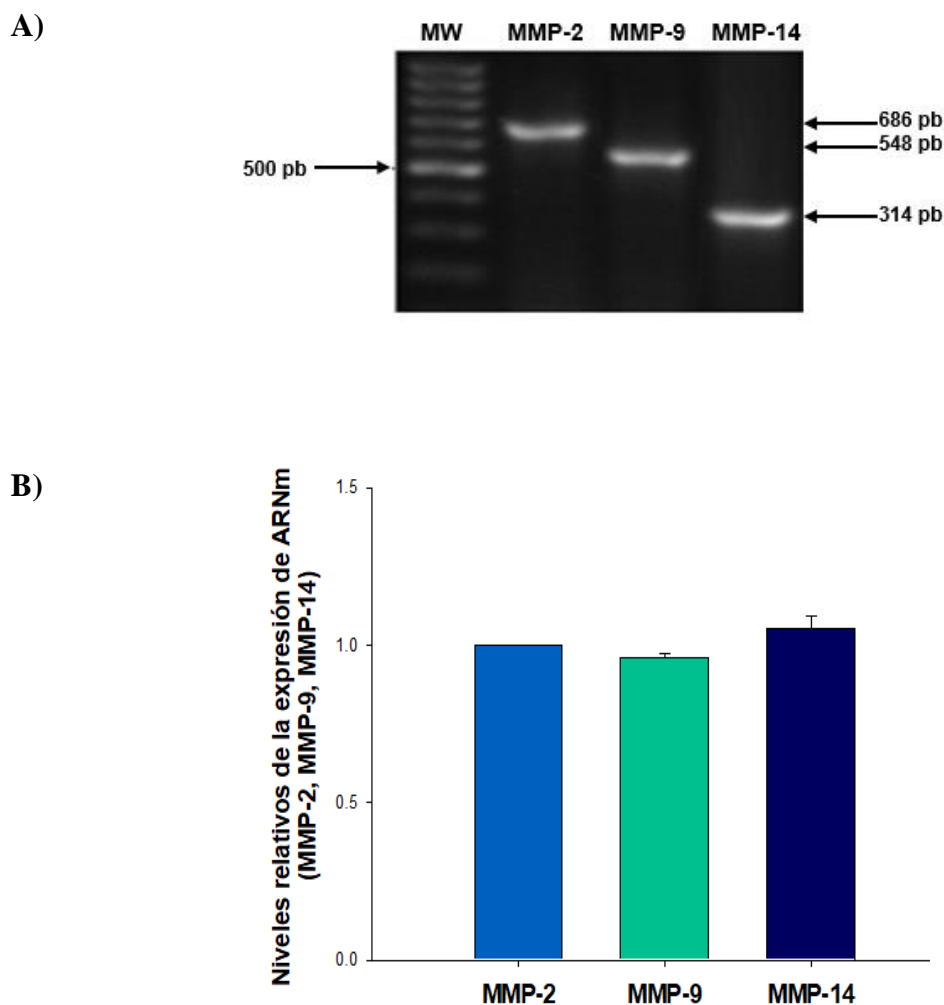 A)
MW MMP-2 MMP-9 MMP-14
686 pb
548 pb
500 pb
314 pb
B)
Niveles relativos de la expresión de ARNm
(MMP-2, MMP-9, MMP-14)
1.5
1.0
0.5
0.0
MMP-2 MMP-9 MMP-14